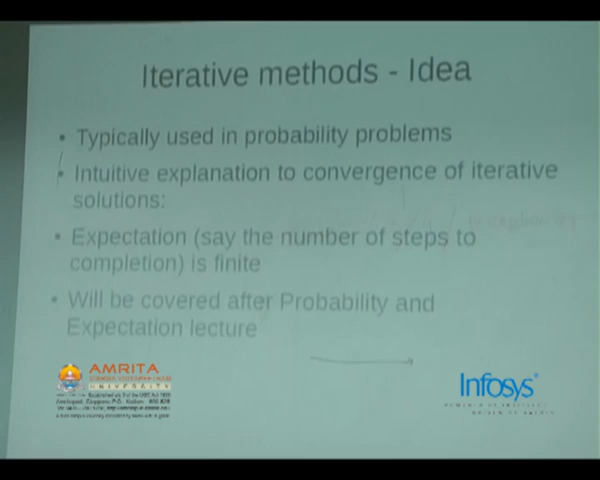 Iterative methods - Idea
• Typically used in probability problems
• Intuitive explanation to convergence of iterative
solutions:
• Expectation (say the number of steps to
completion) is finite
• Will be covered after Probability and
Expectation lecture
AMRITA
UNIVERSITY
Infosys